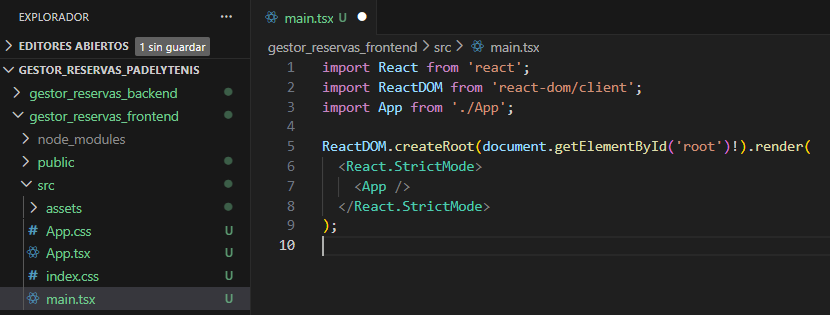 EXPLORADOR ···
EDITORES ABIERTOS 1 sin guardar
GESTOR_RESERVAS_PADELYTENIS
gestor_reservas_backend
gestor_reservas_frontend
node_modules
public
src
assets
# App.css U
App.tsx U
# index.css U
main.tsx U
main.tsx U
gestor_reservas_frontend > src > main.tsx
1 import React from 'react';
2 import ReactDOM from 'react-dom/client';
3 import App from './App';
4
5 ReactDOM.createRoot(document.getElementById('root')!).render(
6   <React.StrictMode>
7     <App />
8   </React.StrictMode>
9 );
10